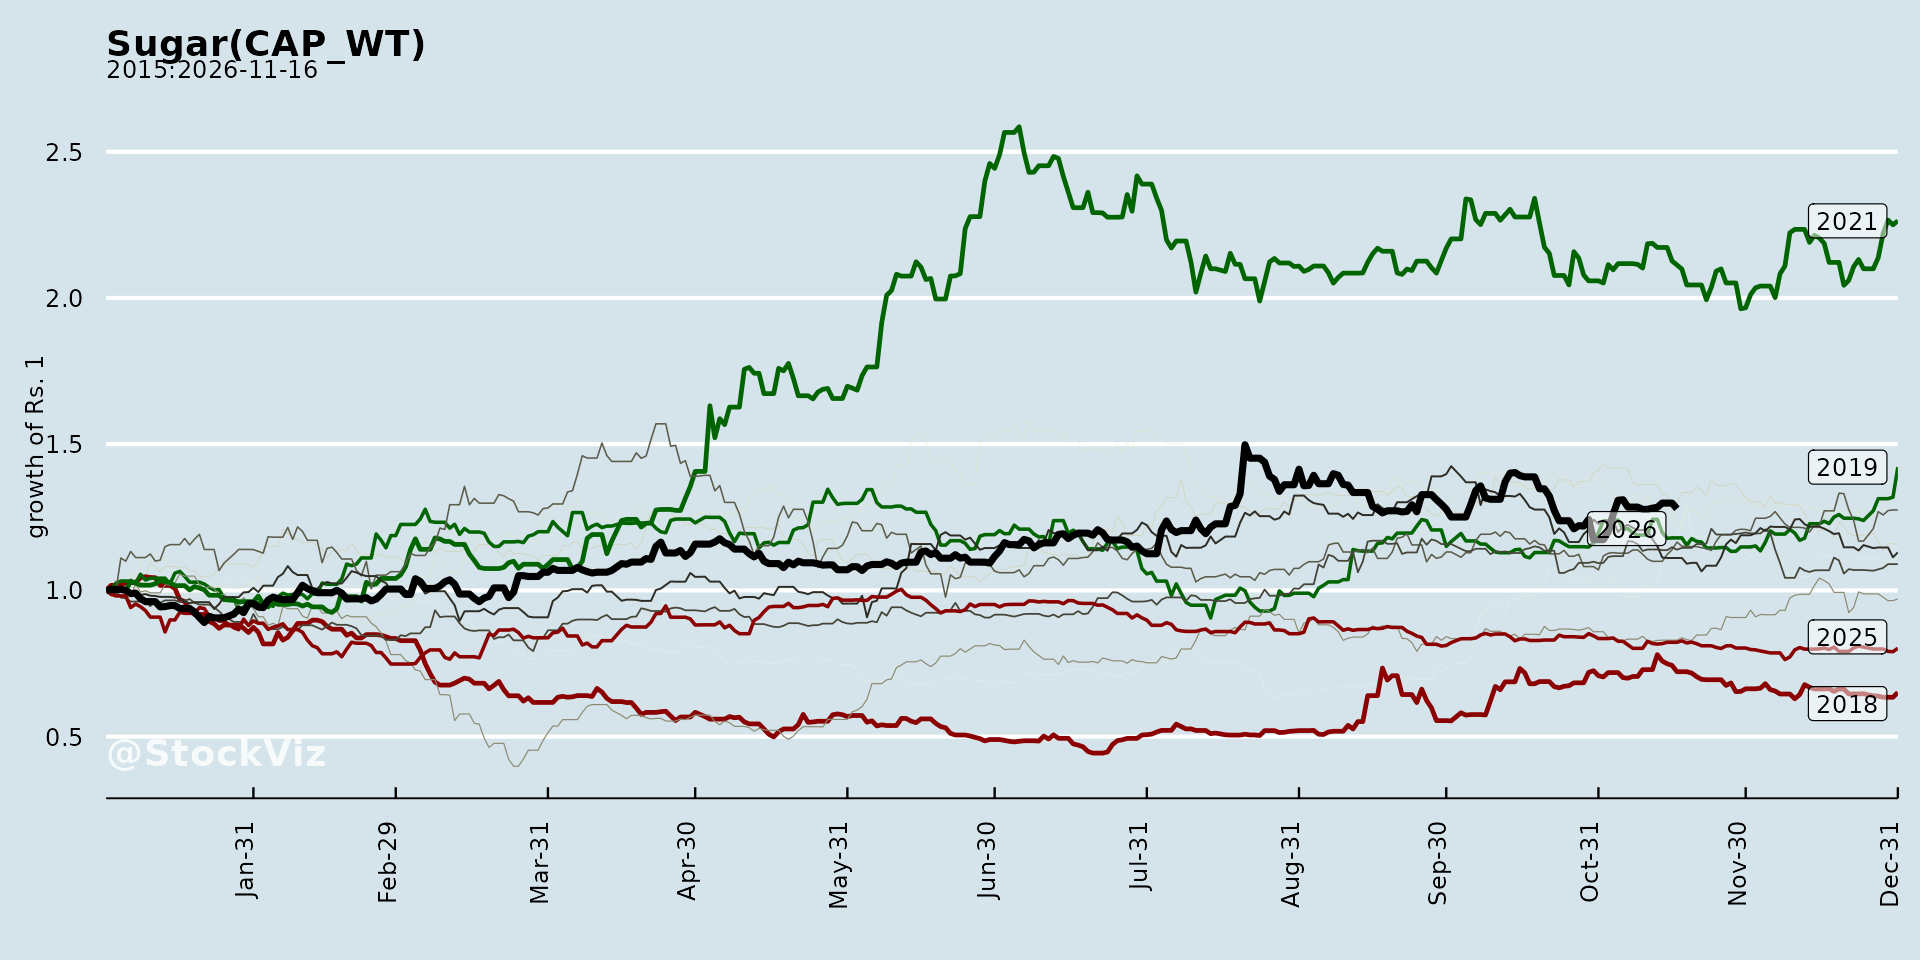 Sugar(CAP_WT)
2015:2026-11-16
growth of Rs. 1
2.5
2.0
1.5
1.0
0.5
2021
2019
2026
2025
2018
@StockViz
Jan-31
Feb-29
Mar-31
Apr-30
May-31
Jun-30
Jul-31
Aug-31
Sep-30
Oct-31
Nov-30
Dec-31